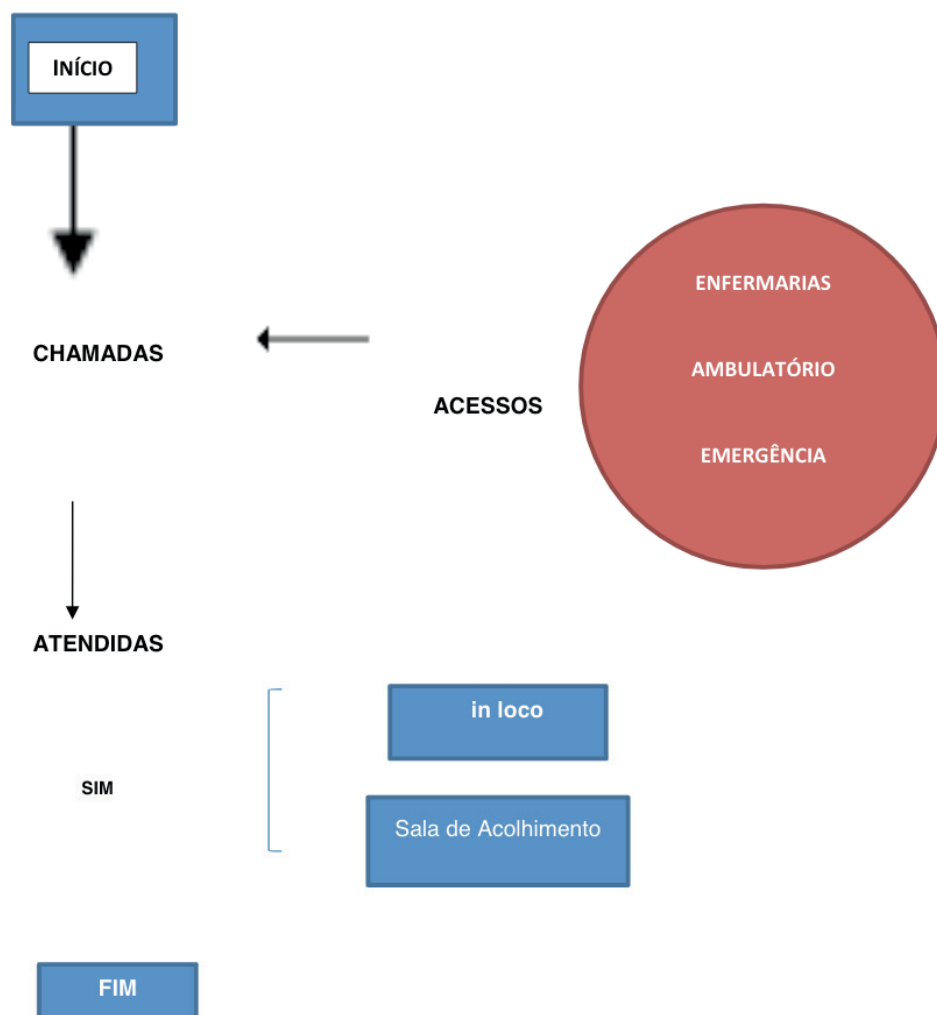 INÍCIO
ENFERMARIAS
CHAMADAS
AMBULATÓRIO
ACESSOS
EMERGÊNCIA
ATENDIDAS
in loco
SIM
Sala de Acolhimento
FIM